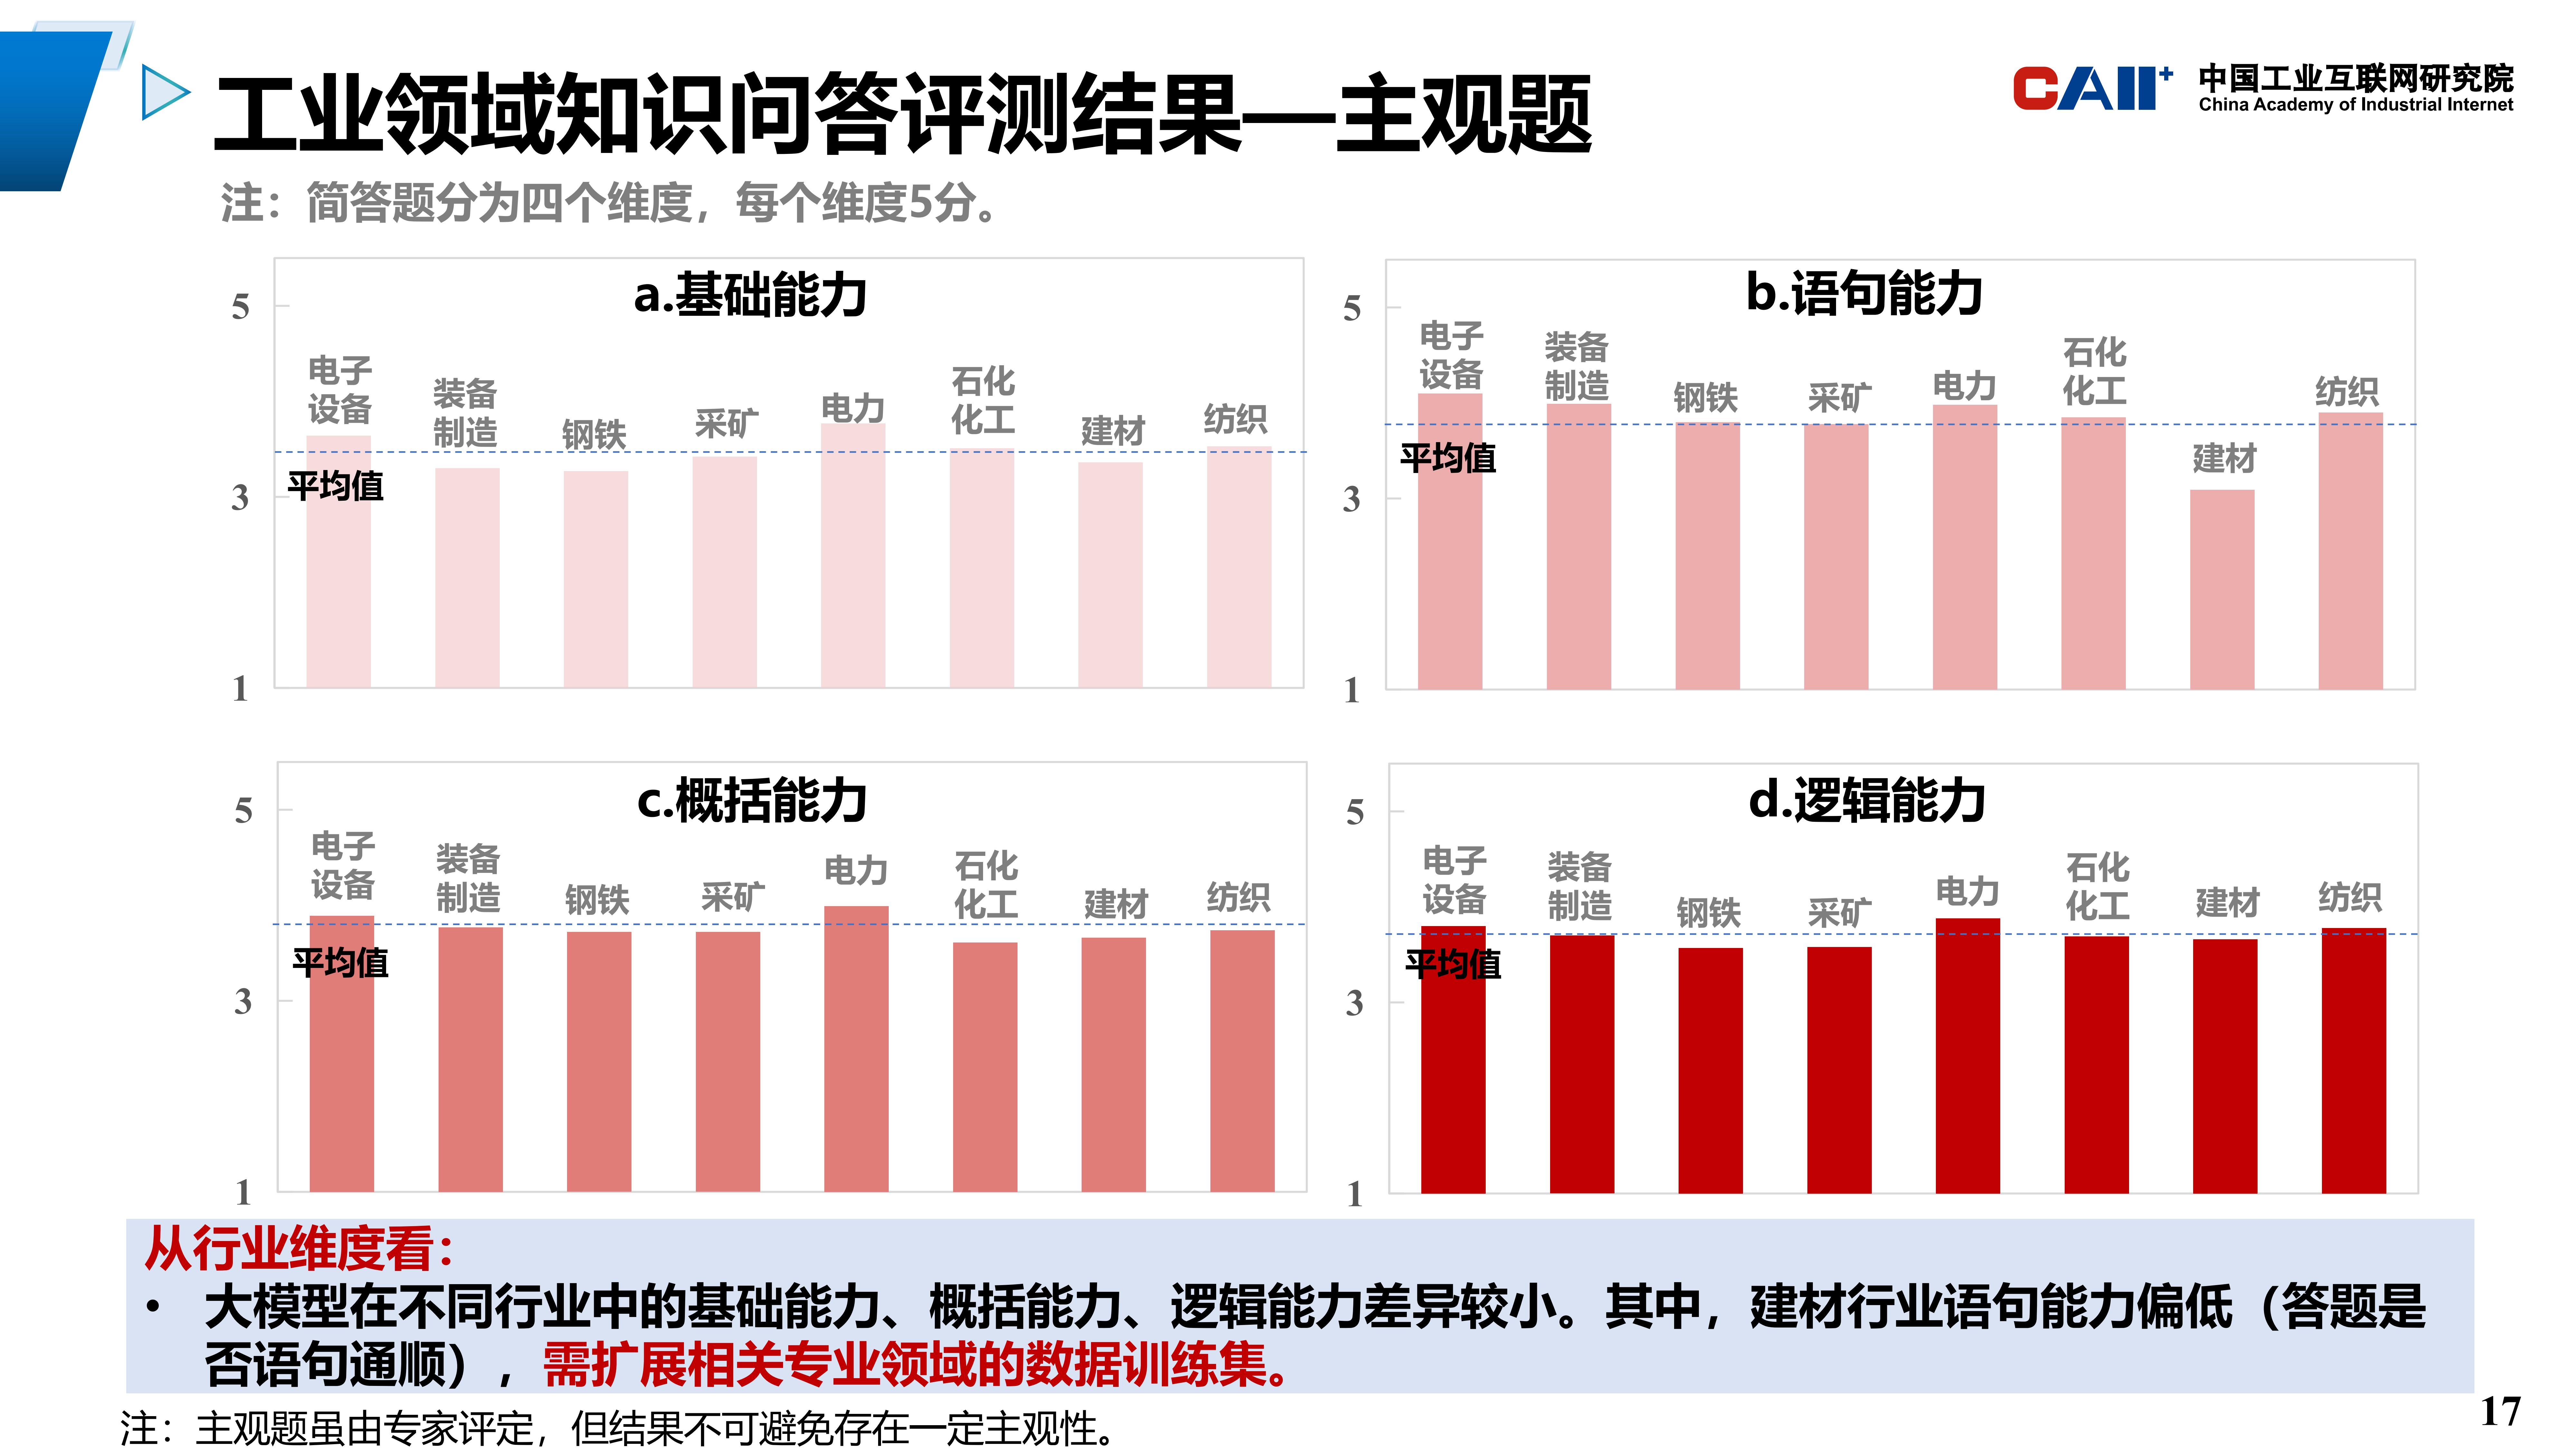 工业领域知识问答评测结果—主观题
CAII+
中国工业互联网研究院
China Academy of Industrial Internet
注：简答题分为四个维度，每个维度5分。
a.基础能力
5
3
1
电子
设备
装备
制造
钢铁
采矿
电力
石化
化工
建材
纺织
平均值
b.语句能力
5
3
1
电子
设备
装备
制造
钢铁
采矿
电力
石化
化工
建材
纺织
平均值
c.概括能力
5
3
1
电子
设备
装备
制造
钢铁
采矿
电力
石化
化工
建材
纺织
平均值
d.逻辑能力
5
3
1
电子
设备
装备
制造
钢铁
采矿
电力
石化
化工
建材
纺织
平均值
从行业维度看：
• 大模型在不同行业中的基础能力、概括能力、逻辑能力差异较小。其中，建材行业语句能力偏低（答题是
否语句通顺），需扩展相关专业领域的数据训练集。
注：主观题虽由专家评定，但结果不可避免存在一定主观性。
17